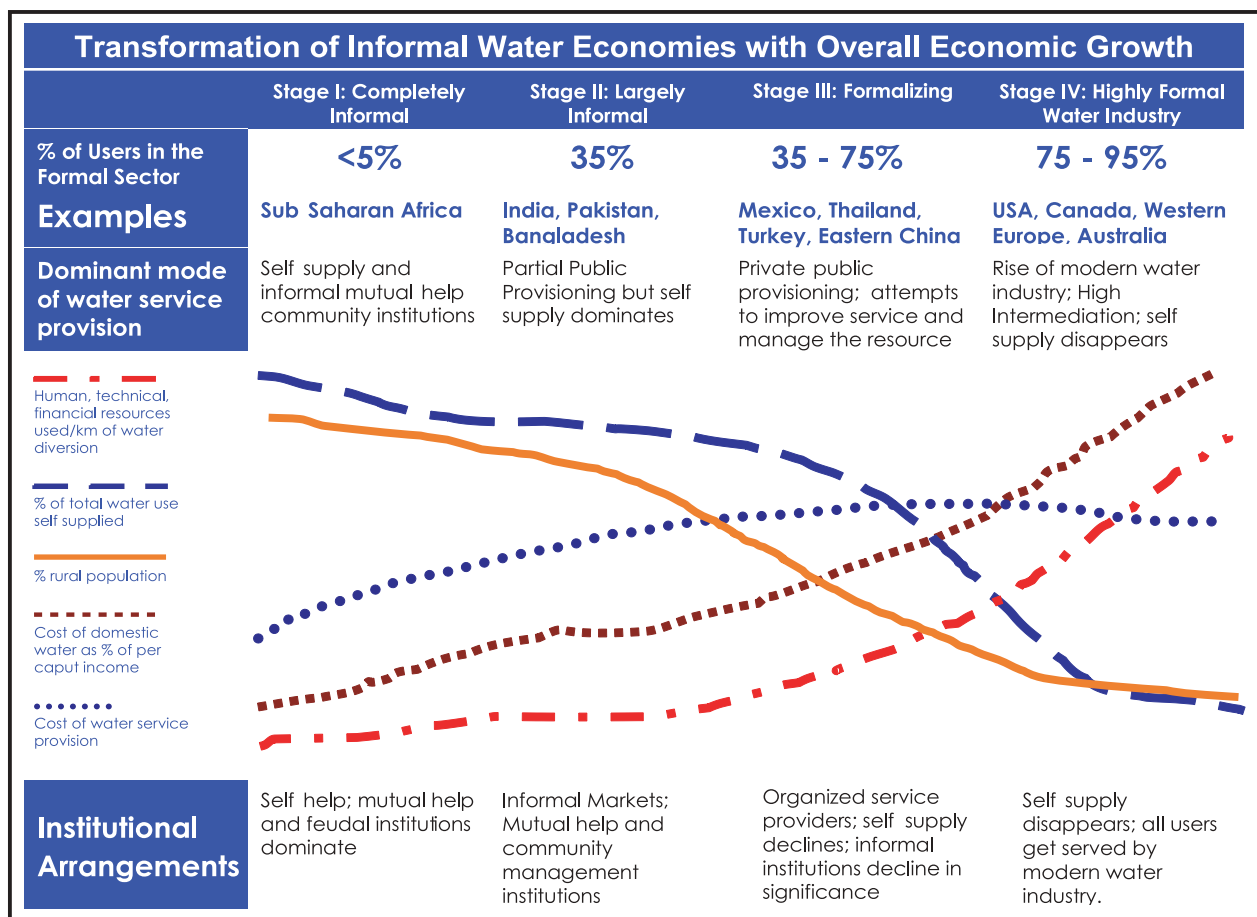 Transformation of Informal Water Economies with Overall Economic Growth
Stage I: Completely
Informal
Stage II: Largely
Informal
Stage III: Formalizing
Stage IV: Highly Formal
Water Industry
% of Users in the
Formal Sector
<5%
35%
35 - 75%
75 - 95%
Examples
Sub Saharan Africa
India, Pakistan,
Bangladesh
Mexico, Thailand,
Turkey, Eastern China
USA, Canada, Western
Europe, Australia
Dominant mode
of water service
provision
Self supply and
informal mutual help
community institutions
Partial Public
Provisioning but self
supply dominates
Private public
provisioning; attempts
to improve service and
manage the resource
Rise of modern water
industry; High
Intermediation; self
supply disappears
Human, technical,
financial resources
used/km of water
diversion
% of total water use
self supplied
% rural population
Cost of domestic
water as % of per
caput income
Cost of water service
provision
Institutional
Arrangements
Self help; mutual help
and feudal institutions
dominate
Informal Markets;
Mutual help and
community
management
institutions
Organized service
providers; self supply
declines; informal
institutions decline in
significance
Self supply
disappears; all users
get served by
modern water
industry.